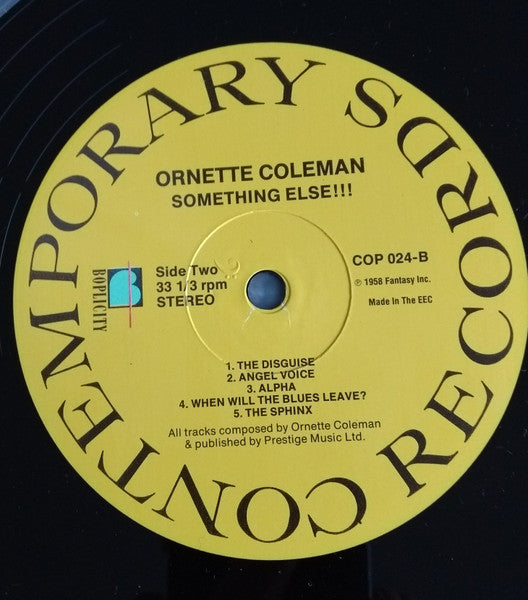 CONTEMPORARY RECORDS
ORNETTE COLEMAN
SOMETHING ELSE!!!
BOPLICITY
Side Two
33 1/3 rpm
STEREO
COP 024-B
℗ 1958 Fantasy Inc.
Made In The EEC
1. THE DISGUISE
2. ANGEL VOICE
3. ALPHA
4. WHEN WILL THE BLUES LEAVE?
5. THE SPHINX
All tracks composed by Ornette Coleman
& published by Prestige Music Ltd.